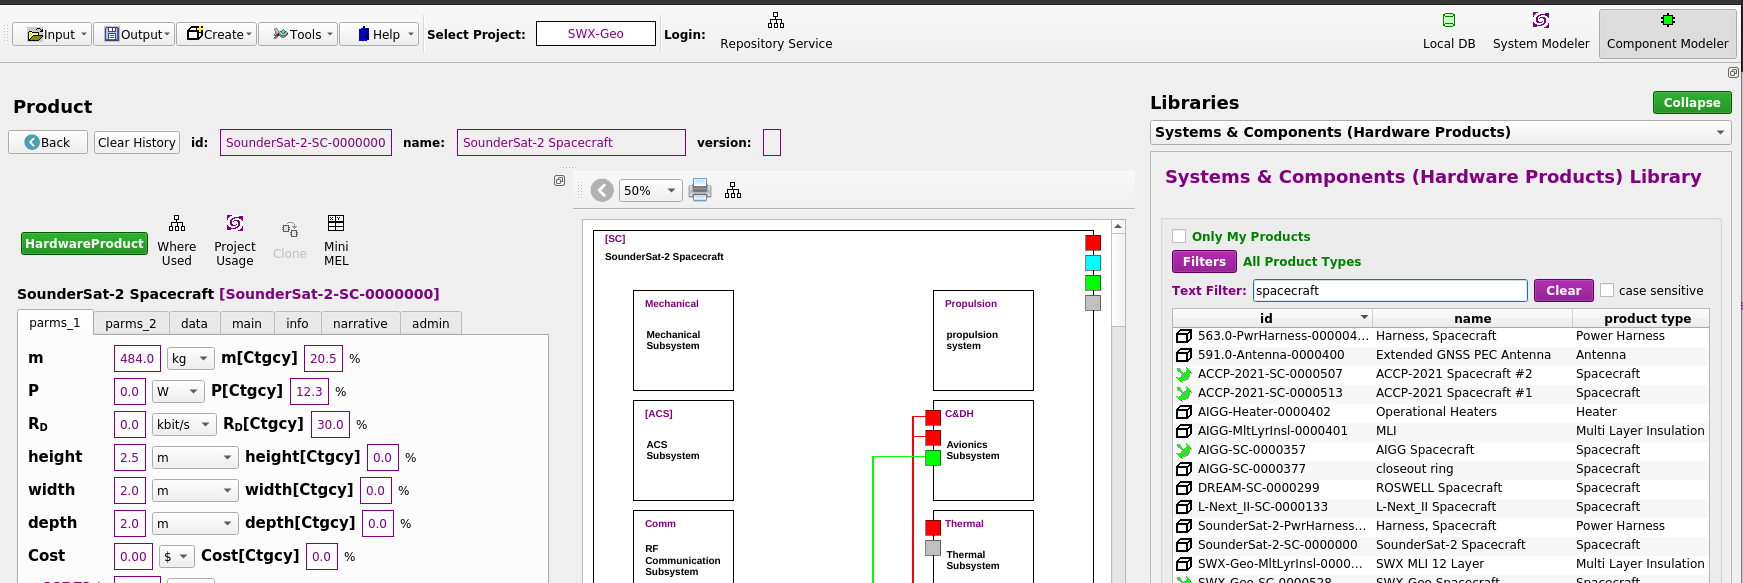 Input Output Create Tools Help Select Project: SWX-Geo Login: Repository Service Local DB System Modeler Component Modeler
Product
Back Clear History id: SounderSat-2-SC-0000000 name: SounderSat-2 Spacecraft version:
HardwareProduct Where Used Project Usage Clone Mini MEL
SounderSat-2 Spacecraft [SounderSat-2-SC-0000000]
parms_1 parms_2 data main info narrative admin
m 484.0 kg m[Ctgcy] 20.5 %
P 0.0 W P[Ctgcy] 12.3 %
RD 0.0 kbit/s RD[Ctgcy] 30.0 %
height 2.5 m height[Ctgcy] 0.0 %
width 2.0 m width[Ctgcy] 0.0 %
depth 2.0 m depth[Ctgcy] 0.0 %
Cost 0.00 $ Cost[Ctgcy] 0.0 %
50%
[SC]
SounderSat-2 Spacecraft
Mechanical
Mechanical
Subsystem
Propulsion
propulsion
system
[ACS]
ACS
Subsystem
C&DH
Avionics
Subsystem
Comm
RF
Communication
Subsystem
Thermal
Thermal
Subsystem
Libraries
Collapse
Systems & Components (Hardware Products)
Systems & Components (Hardware Products) Library
Only My Products
Filters All Product Types
Text Filter: spacecraft Clear case sensitive
id name product type
563.0-PwrHarness-000004... Harness, Spacecraft Power Harness
591.0-Antenna-0000400 Extended GNSS PEC Antenna Antenna
ACCP-2021-SC-0000507 ACCP-2021 Spacecraft #2 Spacecraft
ACCP-2021-SC-0000513 ACCP-2021 Spacecraft #1 Spacecraft
AIGG-Heater-0000402 Operational Heaters Heater
AIGG-MltLyrInsl-0000401 MLI Multi Layer Insulation
AIGG-SC-0000357 AIGG Spacecraft Spacecraft
AIGG-SC-0000377 closeout ring Spacecraft
DREAM-SC-0000299 ROSWELL Spacecraft Spacecraft
L-Next_II-SC-0000133 L-Next_II Spacecraft Spacecraft
SounderSat-2-PwrHarness... Harness, Spacecraft Power Harness
SounderSat-2-SC-0000000 SounderSat-2 Spacecraft Spacecraft
SWX-Geo-MltLyrInsl-0000... SWX MLI 12 Layer Multi Layer Insulation
SWX-Geo-SC-0000528 SWX-Geo Spacecraft Spacecraft